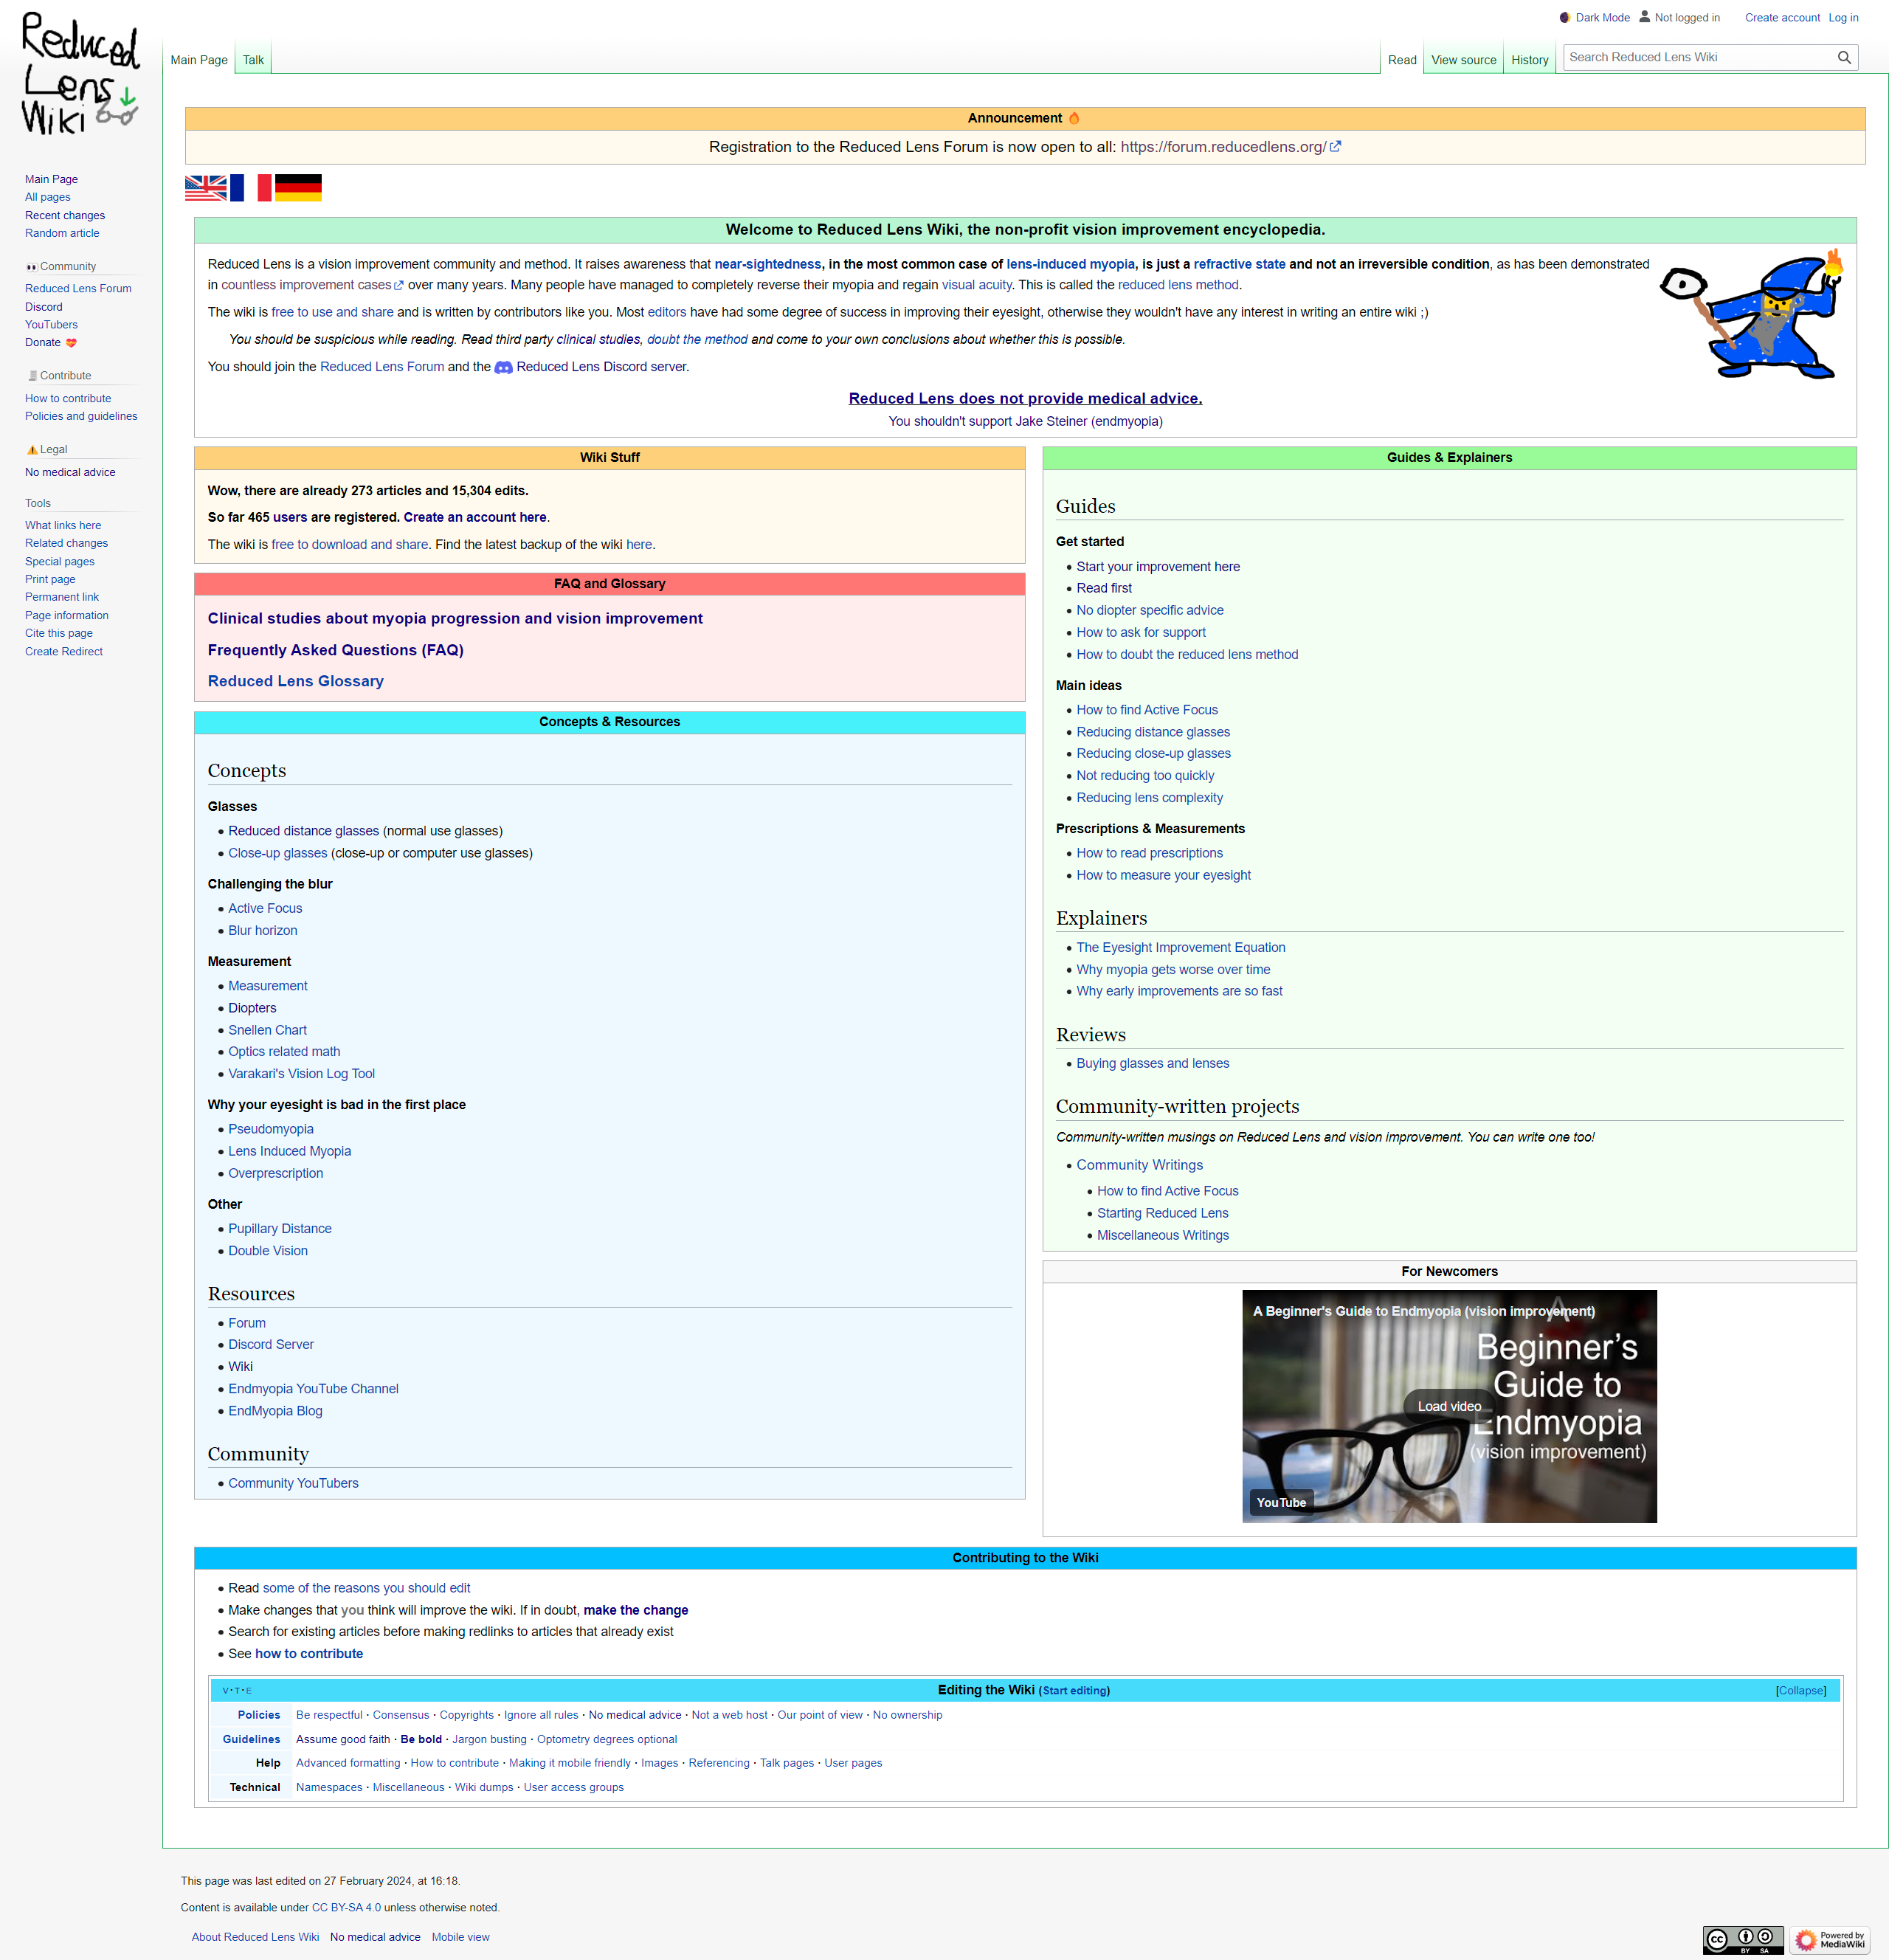 Reduced
Lens
Wiki
Dark Mode Not logged in Create account Log in
Main Page Talk
Read View source History Search Reduced Lens Wiki
Announcement
Registration to the Reduced Lens Forum is now open to all: https://forum.reducedlens.org/
Main Page
All pages
Recent changes
Random article
Community
Reduced Lens Forum
Discord
YouTubers
Donate
Contribute
How to contribute
Policies and guidelines
Legal
No medical advice
Tools
What links here
Related changes
Special pages
Print page
Permanent link
Page information
Cite this page
Create Redirect
Welcome to Reduced Lens Wiki, the non-profit vision improvement encyclopedia.
Reduced Lens is a vision improvement community and method. It raises awareness that near-sightedness, in the most common case of lens-induced myopia, is just a refractive state and not an irreversible condition, as has been demonstrated
in countless improvement cases over many years. Many people have managed to completely reverse their myopia and regain visual acuity. This is called the reduced lens method.
The wiki is free to use and share and is written by contributors like you. Most editors have had some degree of success in improving their eyesight, otherwise they wouldn't have any interest in writing an entire wiki ;)
You should be suspicious while reading. Read third party clinical studies, doubt the method and come to your own conclusions about whether this is possible.
You should join the Reduced Lens Forum and the Reduced Lens Discord server.
Reduced Lens does not provide medical advice.
You shouldn't support Jake Steiner (endmyopia)
Wiki Stuff
Wow, there are already 273 articles and 15,304 edits.
So far 465 users are registered. Create an account here.
The wiki is free to download and share. Find the latest backup of the wiki here.
FAQ and Glossary
Clinical studies about myopia progression and vision improvement
Frequently Asked Questions (FAQ)
Reduced Lens Glossary
Concepts & Resources
Concepts
Glasses
• Reduced distance glasses (normal use glasses)
• Close-up glasses (close-up or computer use glasses)
Challenging the blur
• Active Focus
• Blur horizon
Measurement
• Measurement
• Diopters
• Snellen Chart
• Optics related math
• Varakari's Vision Log Tool
Why your eyesight is bad in the first place
• Pseudomyopia
• Lens Induced Myopia
• Overprescription
Other
• Pupillary Distance
• Double Vision
Resources
• Forum
• Discord Server
• Wiki
• Endmyopia YouTube Channel
• EndMyopia Blog
Community
• Community YouTubers
Guides & Explainers
Guides
Get started
• Start your improvement here
• Read first
• No diopter specific advice
• How to ask for support
• How to doubt the reduced lens method
Main ideas
• How to find Active Focus
• Reducing distance glasses
• Reducing close-up glasses
• Not reducing too quickly
• Reducing lens complexity
Prescriptions & Measurements
• How to read prescriptions
• How to measure your eyesight
Explainers
• The Eyesight Improvement Equation
• Why myopia gets worse over time
• Why early improvements are so fast
Reviews
• Buying glasses and lenses
Community-written projects
Community-written musings on Reduced Lens and vision improvement. You can write one too!
• Community Writings
• How to find Active Focus
• Starting Reduced Lens
• Miscellaneous Writings
For Newcomers
A Beginner's Guide to Endmyopia (vision improvement)
A
Beginner's
Guide to
Endmyopia
(vision improvement)
Load video
YouTube
Contributing to the Wiki
• Read some of the reasons you should edit
• Make changes that you think will improve the wiki. If in doubt, make the change
• Search for existing articles before making redlinks to articles that already exist
• See how to contribute
V · T · E Editing the Wiki (Start editing) [Collapse]
Policies Be respectful · Consensus · Copyrights · Ignore all rules · No medical advice · Not a web host · Our point of view · No ownership
Guidelines Assume good faith · Be bold · Jargon busting · Optometry degrees optional
Help Advanced formatting · How to contribute · Making it mobile friendly · Images · Referencing · Talk pages · User pages
Technical Namespaces · Miscellaneous · Wiki dumps · User access groups
This page was last edited on 27 February 2024, at 16:18.
Content is available under CC BY-SA 4.0 unless otherwise noted.
About Reduced Lens Wiki No medical advice Mobile view
cc BY SA
Powered by
MediaWiki